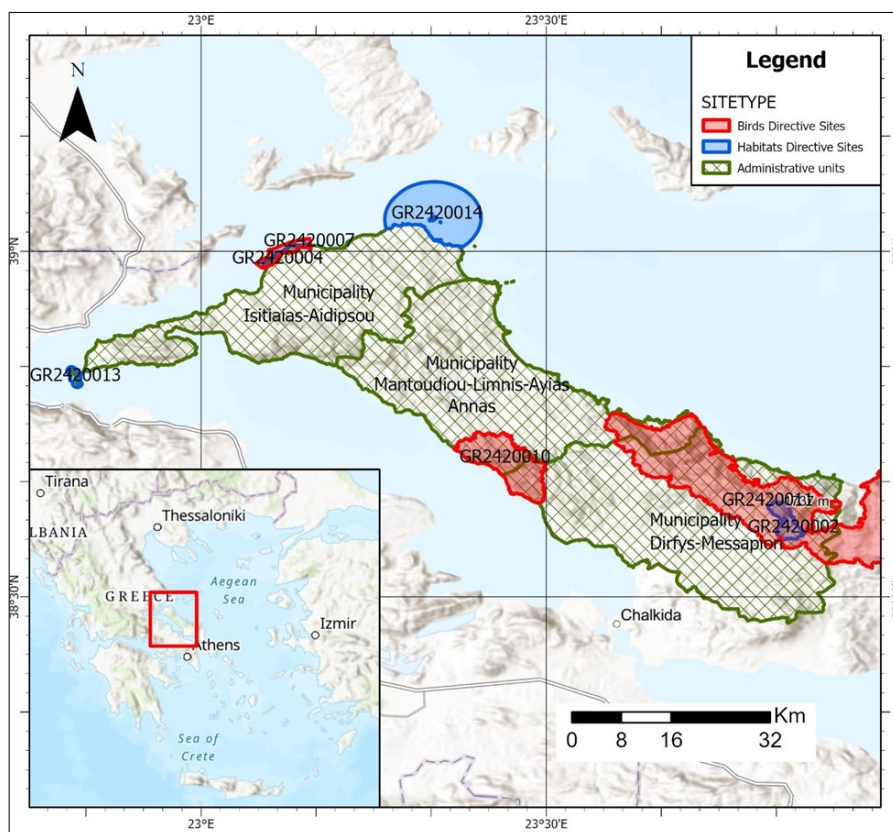 23°E
23°30'E
N
Legend
SITETYPE
Birds Directive Sites
Habitats Directive Sites
Administrative units
GR2420014
39°N
GR2420007
GR2420004
Municipality
Isitiaias-Aidipsou
GR2420013
Municipality
Mantoudiou-Limnis-Ayias
Annas
GR2420010
GR2420002
Municipality
Dirfys-Messapion
38°30'N
Chalkida
Km
0 8 16 32
Tirana
Thessaloniki
ALBANIA
Aegean
Sea
GREECE
Izmir
Athens
Sea of
Crete
23°E
23°30'E